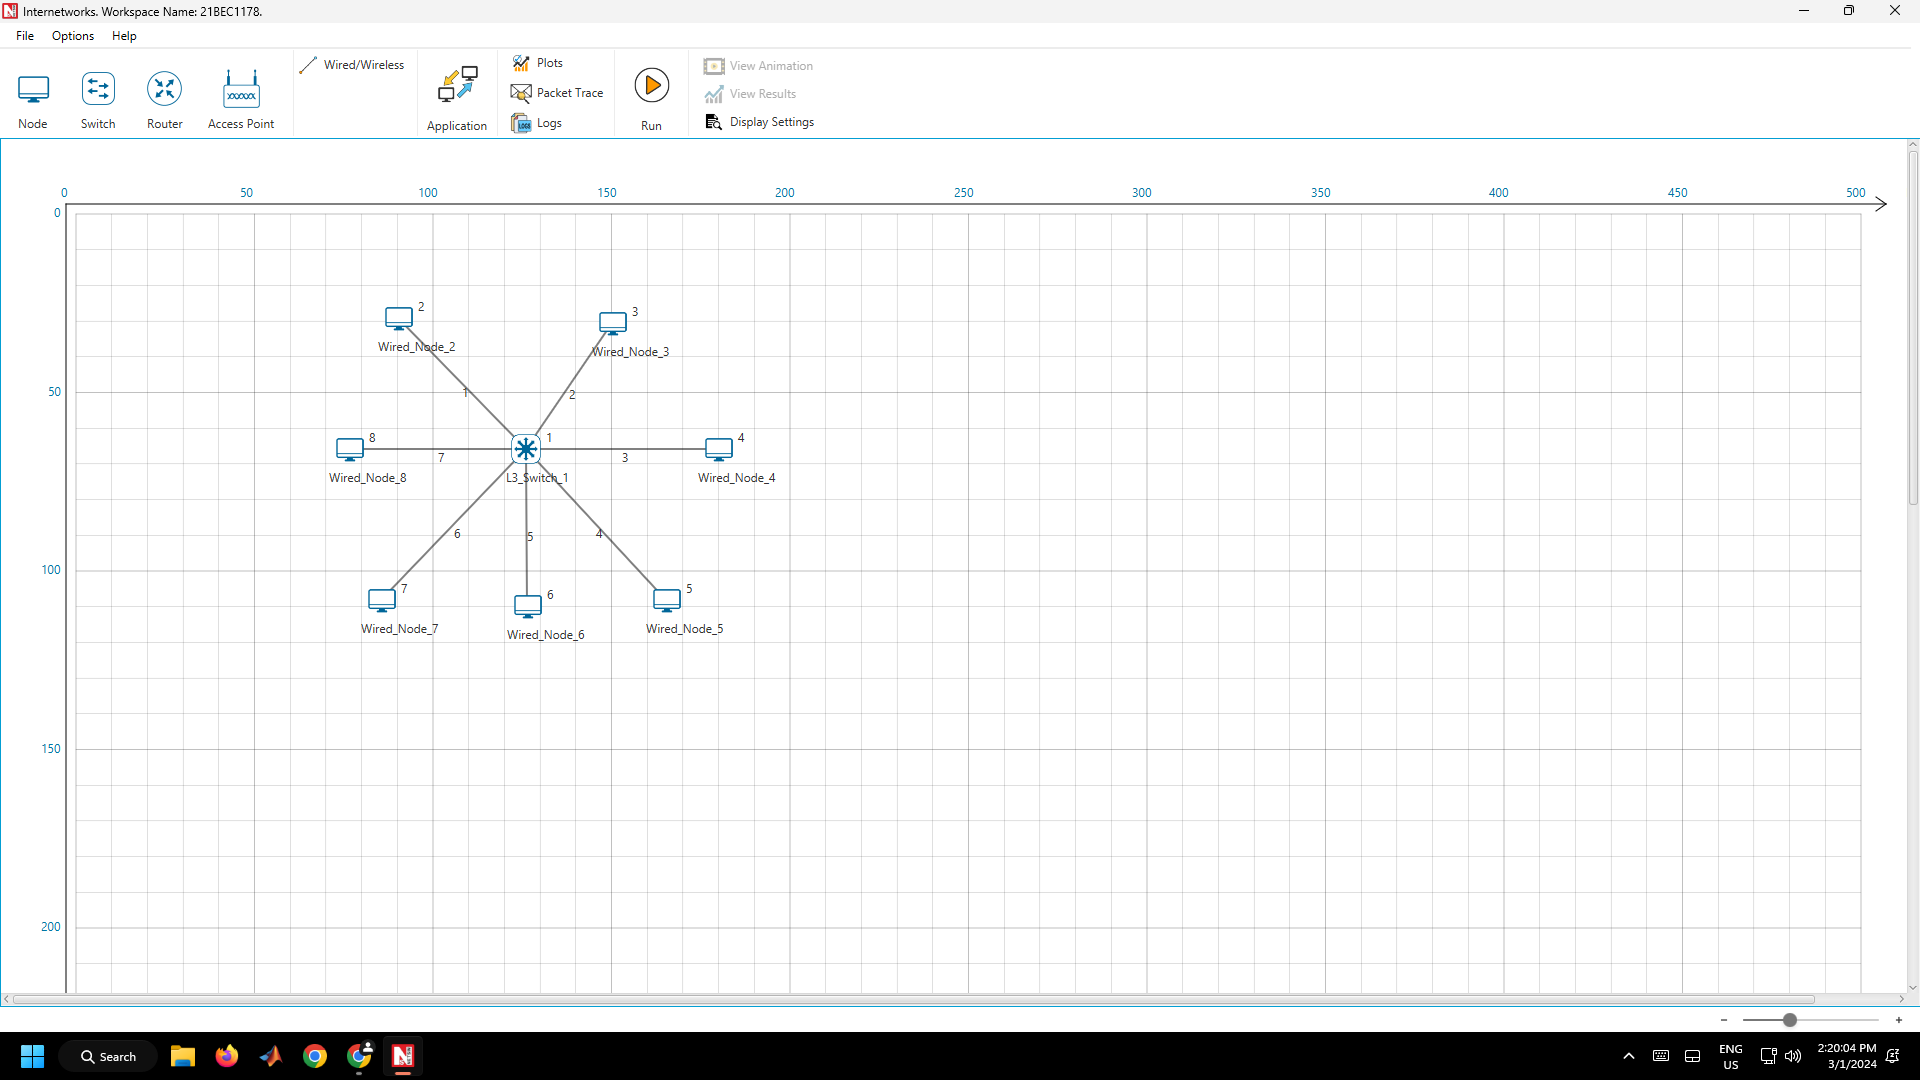 Internetworks. Workspace Name: 21BEC1178.
File Options Help
Node
Switch
Router
Access Point
Wired/Wireless
Application
Plots
Packet Trace
Logs
Run
View Animation
View Results
Display Settings
0 50 100 150 200 250 300 350 400 450 500
0
50
100
150
200
2
Wired_Node_2
3
Wired_Node_3
1
2
8
Wired_Node_8
7
1
L3_Switch_1
3
4
Wired_Node_4
6
5
4
7
Wired_Node_7
6
Wired_Node_6
5
Wired_Node_5
- +
Search
LOGS
ENG
US
2:20:04 PM
3/1/2024